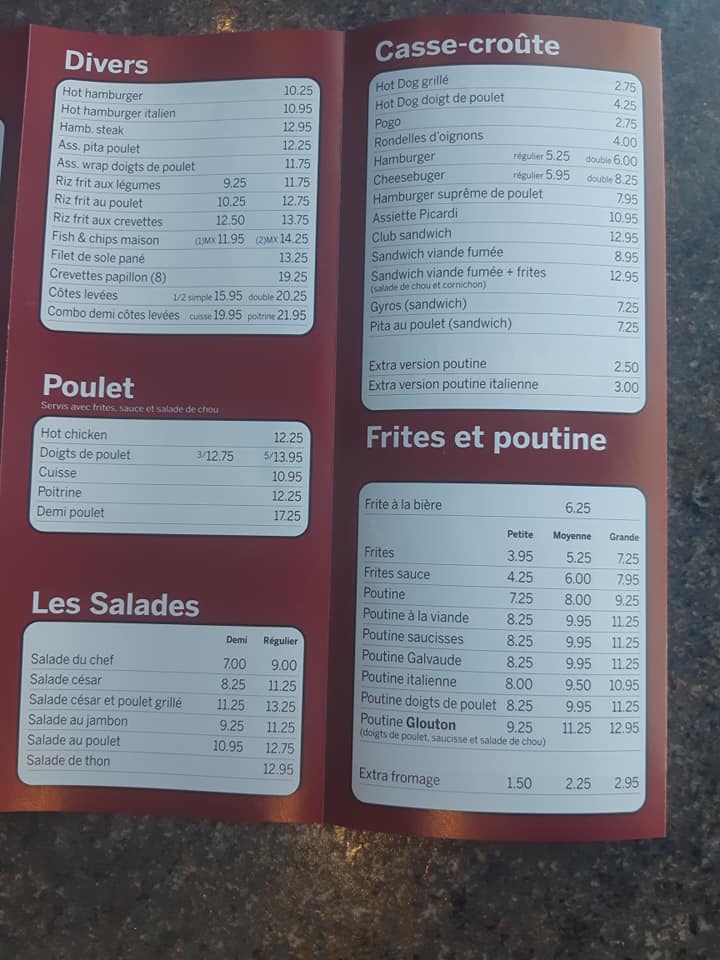 Divers
Hot hamburger 10.25
Hot hamburger italien 10.95
Hamb. steak 12.95
Ass. pita poulet 12.25
Ass. wrap doigts de poulet 11.75
Riz frit aux légumes 9.25 11.75
Riz frit au poulet 10.25 12.75
Riz frit aux crevettes 12.50 13.75
Fish & chips maison (1)MX 11.95 (2)MX 14.25
Filet de sole pané 13.25
Crevettes papillon (8) 19.25
Côtes levées 1/2 simple 15.95 double 20.25
Combo demi côtes levées cuisse 19.95 poitrine 21.95
Poulet
Servis avec frites, sauce et salade de chou
Hot chicken 12.25
Doigts de poulet 3/12.75 5/13.95
Cuisse 10.95
Poitrine 12.25
Demi poulet 17.25
Les Salades
Demi Régulier
Salade du chef 7.00 9.00
Salade césar 8.25 11.25
Salade césar et poulet grillé 11.25 13.25
Salade au jambon 9.25 11.25
Salade au poulet 10.95 12.75
Salade de thon 12.95
Casse-croûte
Hot Dog grillé 2.75
Hot Dog doigt de poulet 4.25
Pogo 2.75
Rondelles d'oignons 4.00
Hamburger régulier 5.25 double 6.00
Cheesebuger régulier 5.95 double 8.25
Hamburger suprême de poulet 7.95
Assiette Picardi 10.95
Club sandwich 12.95
Sandwich viande fumée 8.95
Sandwich viande fumée + frites 12.95
(salade de chou et cornichon)
Gyros (sandwich) 7.25
Pita au poulet (sandwich) 7.25
Extra version poutine 2.50
Extra version poutine italienne 3.00
Frites et poutine
Frite à la bière 6.25
Petite Moyenne Grande
Frites 3.95 5.25 7.25
Frites sauce 4.25 6.00 7.95
Poutine 7.25 8.00 9.25
Poutine à la viande 8.25 9.95 11.25
Poutine saucisses 8.25 9.95 11.25
Poutine Galvaude 8.25 9.95 11.25
Poutine italienne 8.00 9.50 10.95
Poutine doigts de poulet 8.25 9.95 11.25
Poutine Glouton 9.25 11.25 12.95
(doigts de poulet, saucisse et salade de chou)
Extra fromage 1.50 2.25 2.95